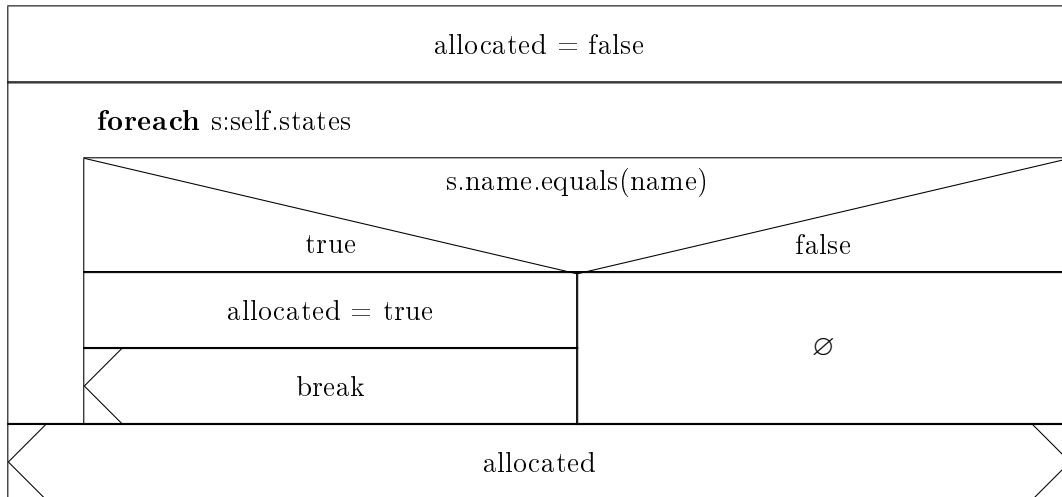 allocated = false
foreach s:self.states
s.name.equals(name)
true
false
allocated = true
∅
break
allocated